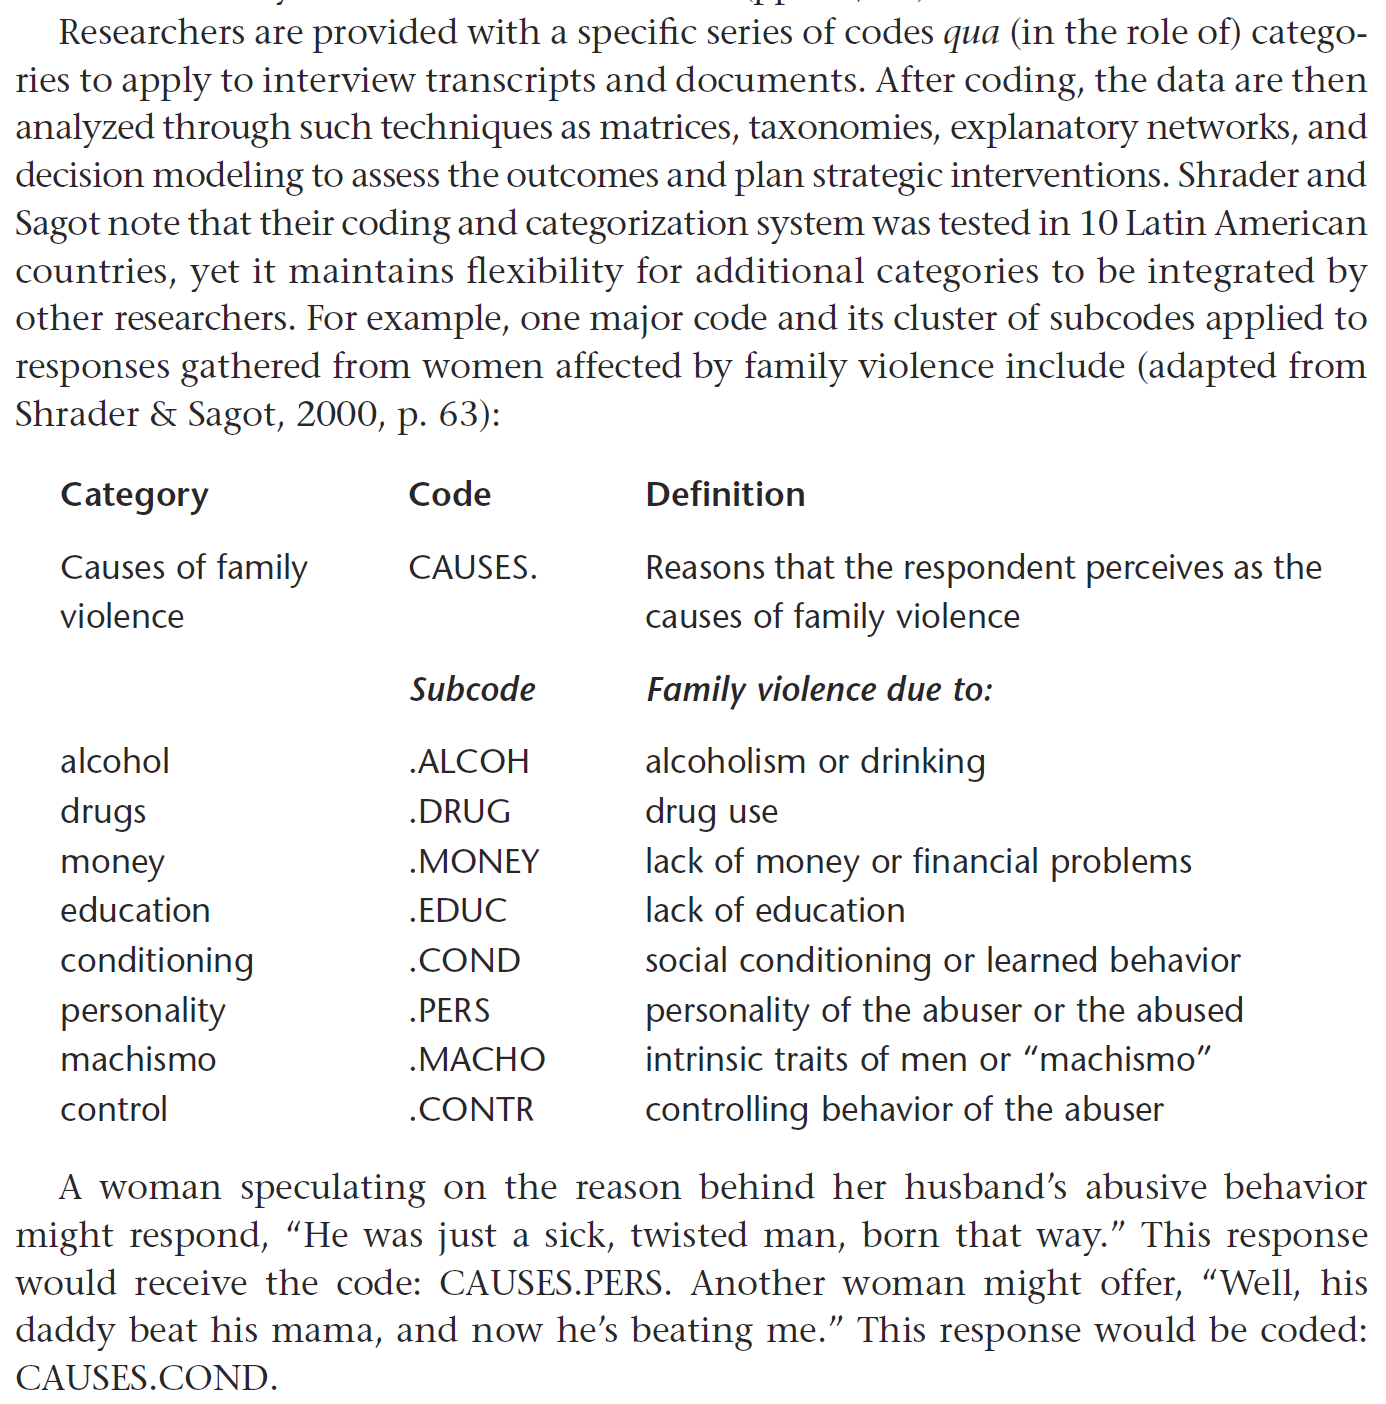 Researchers are provided with a specific series of codes qua (in the role of) catego-
ries to apply to interview transcripts and documents. After coding, the data are then
analyzed through such techniques as matrices, taxonomies, explanatory networks, and
decision modeling to assess the outcomes and plan strategic interventions. Shrader and
Sagot note that their coding and categorization system was tested in 10 Latin American
countries, yet it maintains flexibility for additional categories to be integrated by
other researchers. For example, one major code and its cluster of subcodes applied to
responses gathered from women affected by family violence include (adapted from
Shrader & Sagot, 2000, p. 63):
Category Code Definition
Causes of family CAUSES. Reasons that the respondent perceives as the
violence causes of family violence
Subcode Family violence due to:
alcohol .ALCOH alcoholism or drinking
drugs .DRUG drug use
money .MONEY lack of money or financial problems
education .EDUC lack of education
conditioning .COND social conditioning or learned behavior
personality .PERS personality of the abuser or the abused
machismo .MACHO intrinsic traits of men or “machismo”
control .CONTR controlling behavior of the abuser
A woman speculating on the reason behind her husband’s abusive behavior
might respond, “He was just a sick, twisted man, born that way.” This response
would receive the code: CAUSES.PERS. Another woman might offer, “Well, his
daddy beat his mama, and now he’s beating me.” This response would be coded:
CAUSES.COND.